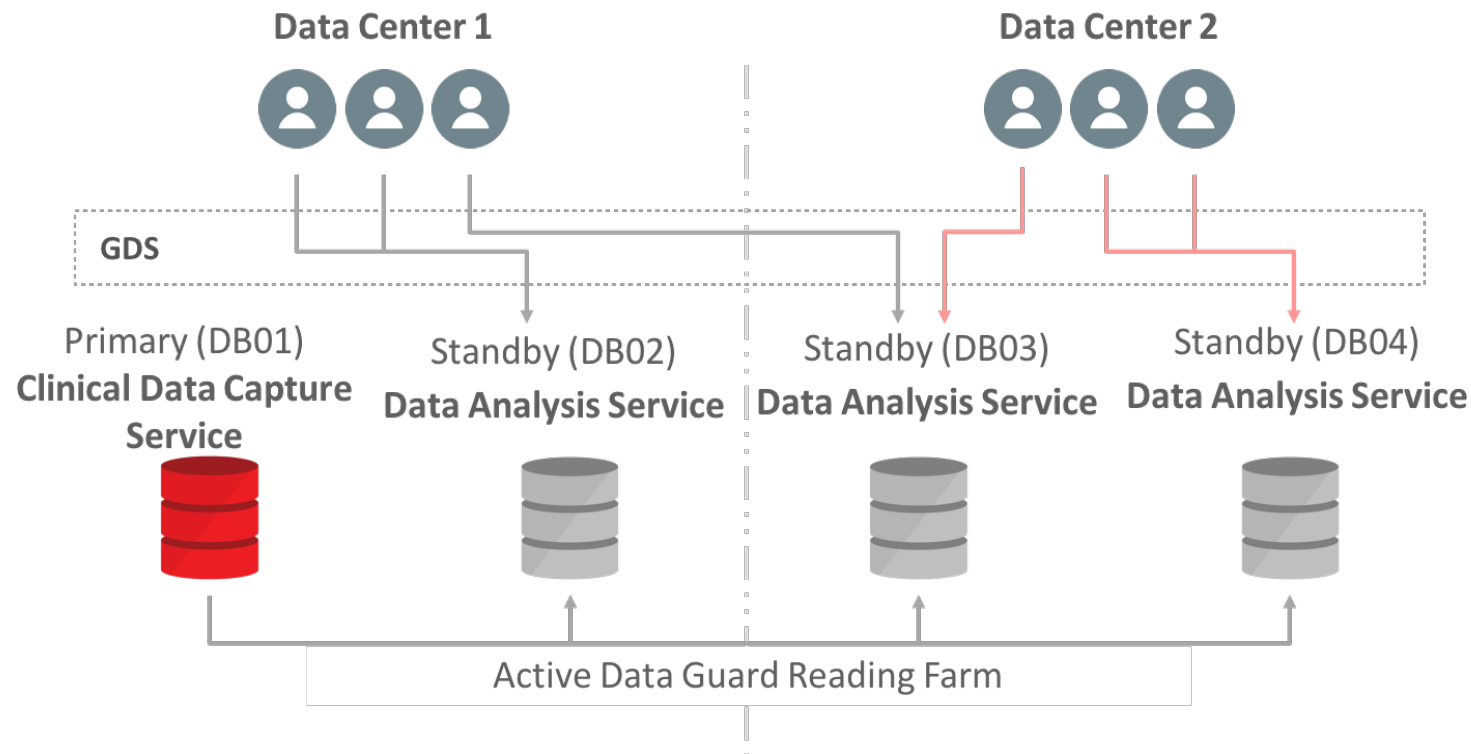 Data Center 1
Data Center 2
GDS
Primary (DB01)
Clinical Data Capture
Service
Standby (DB02)
Data Analysis Service
Standby (DB03)
Data Analysis Service
Standby (DB04)
Data Analysis Service
Active Data Guard Reading Farm